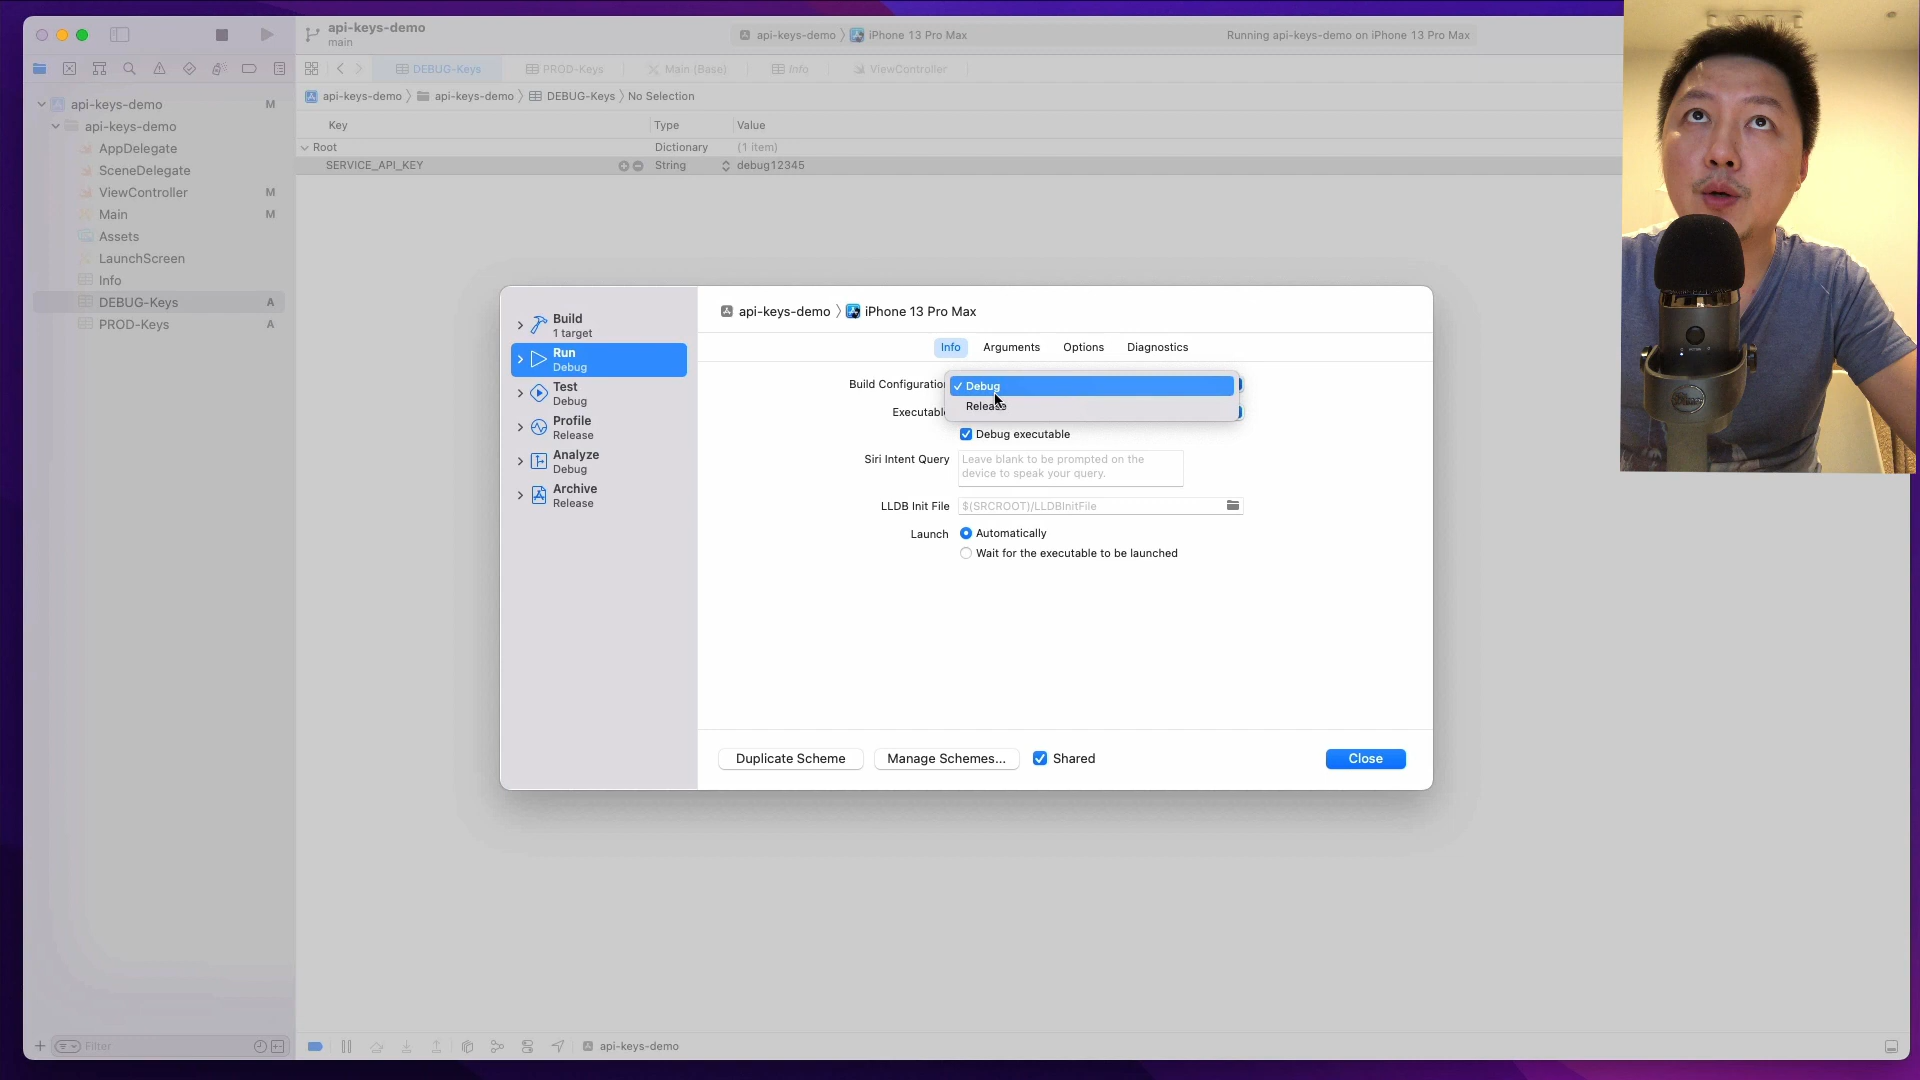 api-keys-demo
main
api-keys-demo
iPhone 13 Pro Max
Running api-keys-demo on iPhone 13 Pro Max
DEBUG-Keys
PROD-Keys
Main (Base)
Info
ViewController
api-keys-demo
api-keys-demo
DEBUG-Keys
No Selection
api-keys-demo M
api-keys-demo
AppDelegate
SceneDelegate
ViewController M
Main M
Assets
LaunchScreen
Info
DEBUG-Keys A
PROD-Keys A
Filter
Key Type Value
Root Dictionary (1 item)
SERVICE_API_KEY String debug12345
Build
1 target
Run
Debug
Test
Debug
Profile
Release
Analyze
Debug
Archive
Release
api-keys-demo
iPhone 13 Pro Max
Info Arguments Options Diagnostics
Build Configuration
✓ Debug
Release
Executable
Debug executable
Siri Intent Query
Leave blank to be prompted on the
device to speak your query.
LLDB Init File
$(SRCROOT)/LLDBInitFile
Launch
Automatically
Wait for the executable to be launched
Duplicate Scheme
Manage Schemes...
Shared
Close
api-keys-demo